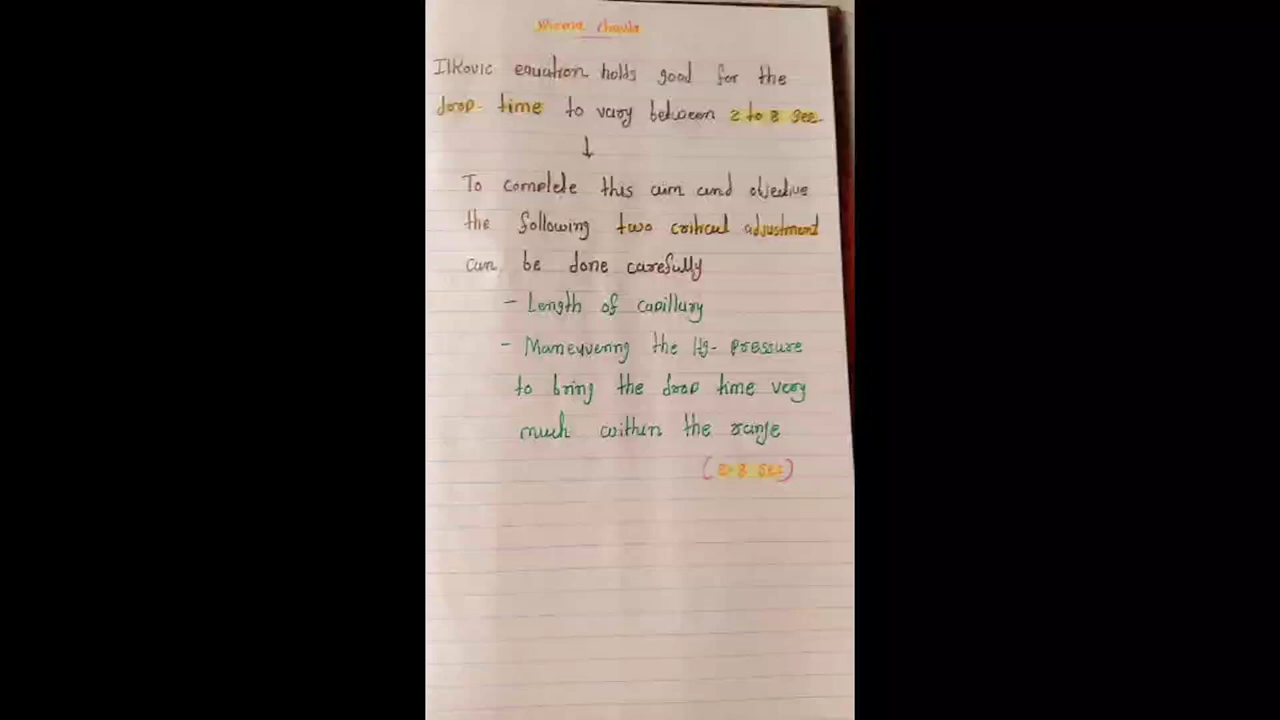 Ilkovic equation holds good for the
drop-time to vary between 2 to 8 sec.
↓
To complete this aim and objective
the following two critical adjustment
can be done carefully
- Length of capillury
- Maneyvering the Hg- pressure
to bring the drop time very
much within the range
(2-8 sec)